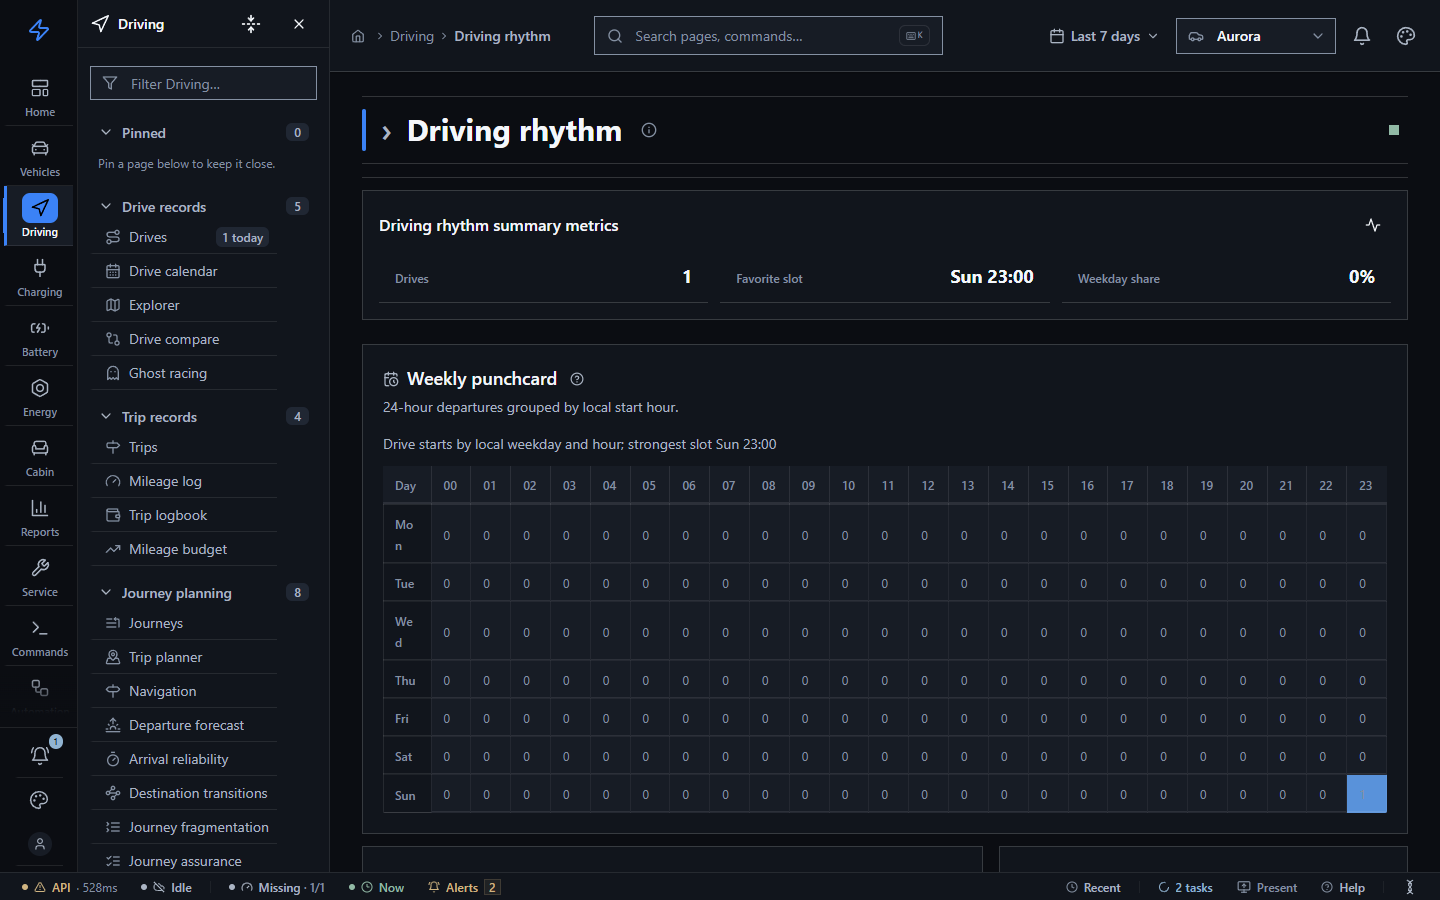 Driving
Driving
Driving rhythm
Search pages, commands...
K
Last 7 days
Aurora
Home
Vehicles
Driving
Charging
Battery
Energy
Cabin
Reports
Service
Commands
1
Filter Driving...
Pinned 0
Pin a page below to keep it close.
Drive records 5
Drives 1 today
Drive calendar
Explorer
Drive compare
Ghost racing
Trip records 4
Trips
Mileage log
Trip logbook
Mileage budget
Journey planning 8
Journeys
Trip planner
Navigation
Departure forecast
Arrival reliability
Destination transitions
Journey fragmentation
Journey assurance
Driving rhythm
Driving rhythm summary metrics
Drives 1
Favorite slot Sun 23:00
Weekday share 0%
Weekly punchcard
24-hour departures grouped by local start hour.
Drive starts by local weekday and hour; strongest slot Sun 23:00
Day 00 01 02 03 04 05 06 07 08 09 10 11 12 13 14 15 16 17 18 19 20 21 22 23
Mo
n 0 0 0 0 0 0 0 0 0 0 0 0 0 0 0 0 0 0 0 0 0 0 0 0
Tue 0 0 0 0 0 0 0 0 0 0 0 0 0 0 0 0 0 0 0 0 0 0 0 0
We
d 0 0 0 0 0 0 0 0 0 0 0 0 0 0 0 0 0 0 0 0 0 0 0 0
Thu 0 0 0 0 0 0 0 0 0 0 0 0 0 0 0 0 0 0 0 0 0 0 0 0
Fri 0 0 0 0 0 0 0 0 0 0 0 0 0 0 0 0 0 0 0 0 0 0 0 0
Sat 0 0 0 0 0 0 0 0 0 0 0 0 0 0 0 0 0 0 0 0 0 0 0 0
Sun 0 0 0 0 0 0 0 0 0 0 0 0 0 0 0 0 0 0 0 0 0 0 0
API · 528ms
Idle
Missing · 1/1
Now
Alerts 2
Recent
2 tasks
Present
Help